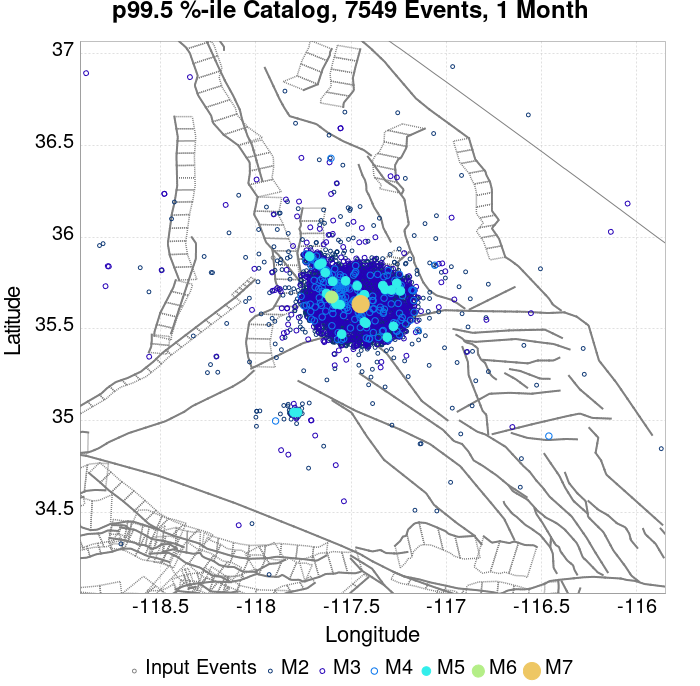 p99.5 %-ile Catalog, 7549 Events, 1 Month
37
36.5
36
35.5
35
34.5
Latitude
-118.5 -118 -117.5 -117 -116.5 -116
Longitude
Input Events M2 M3 M4 M5 M6 M7